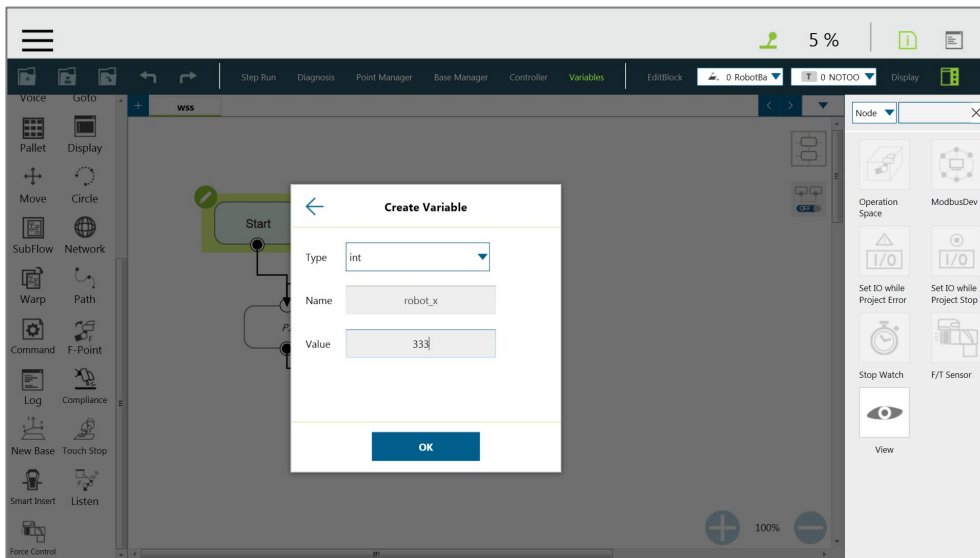 5 %
Step Run Diagnosis Point Manager Base Manager Controller Variables EditBlock 0 RobotBa T 0 NOTOO Display
Voice Goto
+ wss
Node
Pallet Display
Move Circle
SubFlow Network
Warp Path
Command F-Point
Log Compliance
New Base Touch Stop
Smart Insert Listen
Force Control
Start
P
OFF
Create Variable
Type int
Name robot_x
Value 333
OK
100%
Operation Space
ModbusDev
I/O I/O
Set IO while Project Error
Set IO while Project Stop
Stop Watch F/T Sensor
View